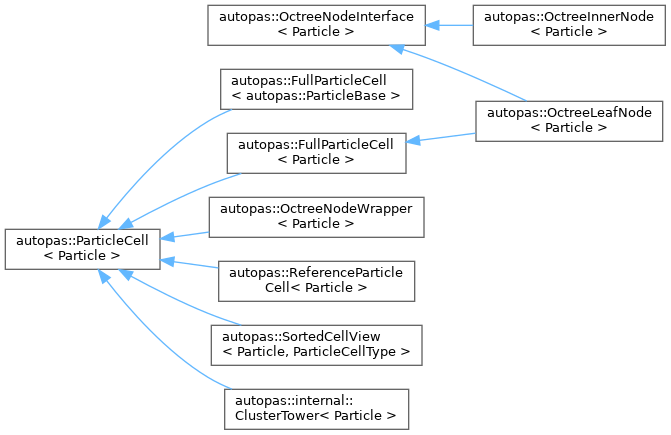 autopas::OctreeNodeInterface
< Particle >
autopas::OctreeInnerNode
< Particle >
autopas::FullParticleCell
< autopas::ParticleBase >
autopas::OctreeLeafNode
< Particle >
autopas::FullParticleCell
< Particle >
autopas::OctreeNodeWrapper
< Particle >
autopas::ParticleCell
< Particle >
autopas::ReferenceParticle
Cell< Particle >
autopas::SortedCellView
< Particle, ParticleCellType >
autopas::internal::
ClusterTower< Particle >